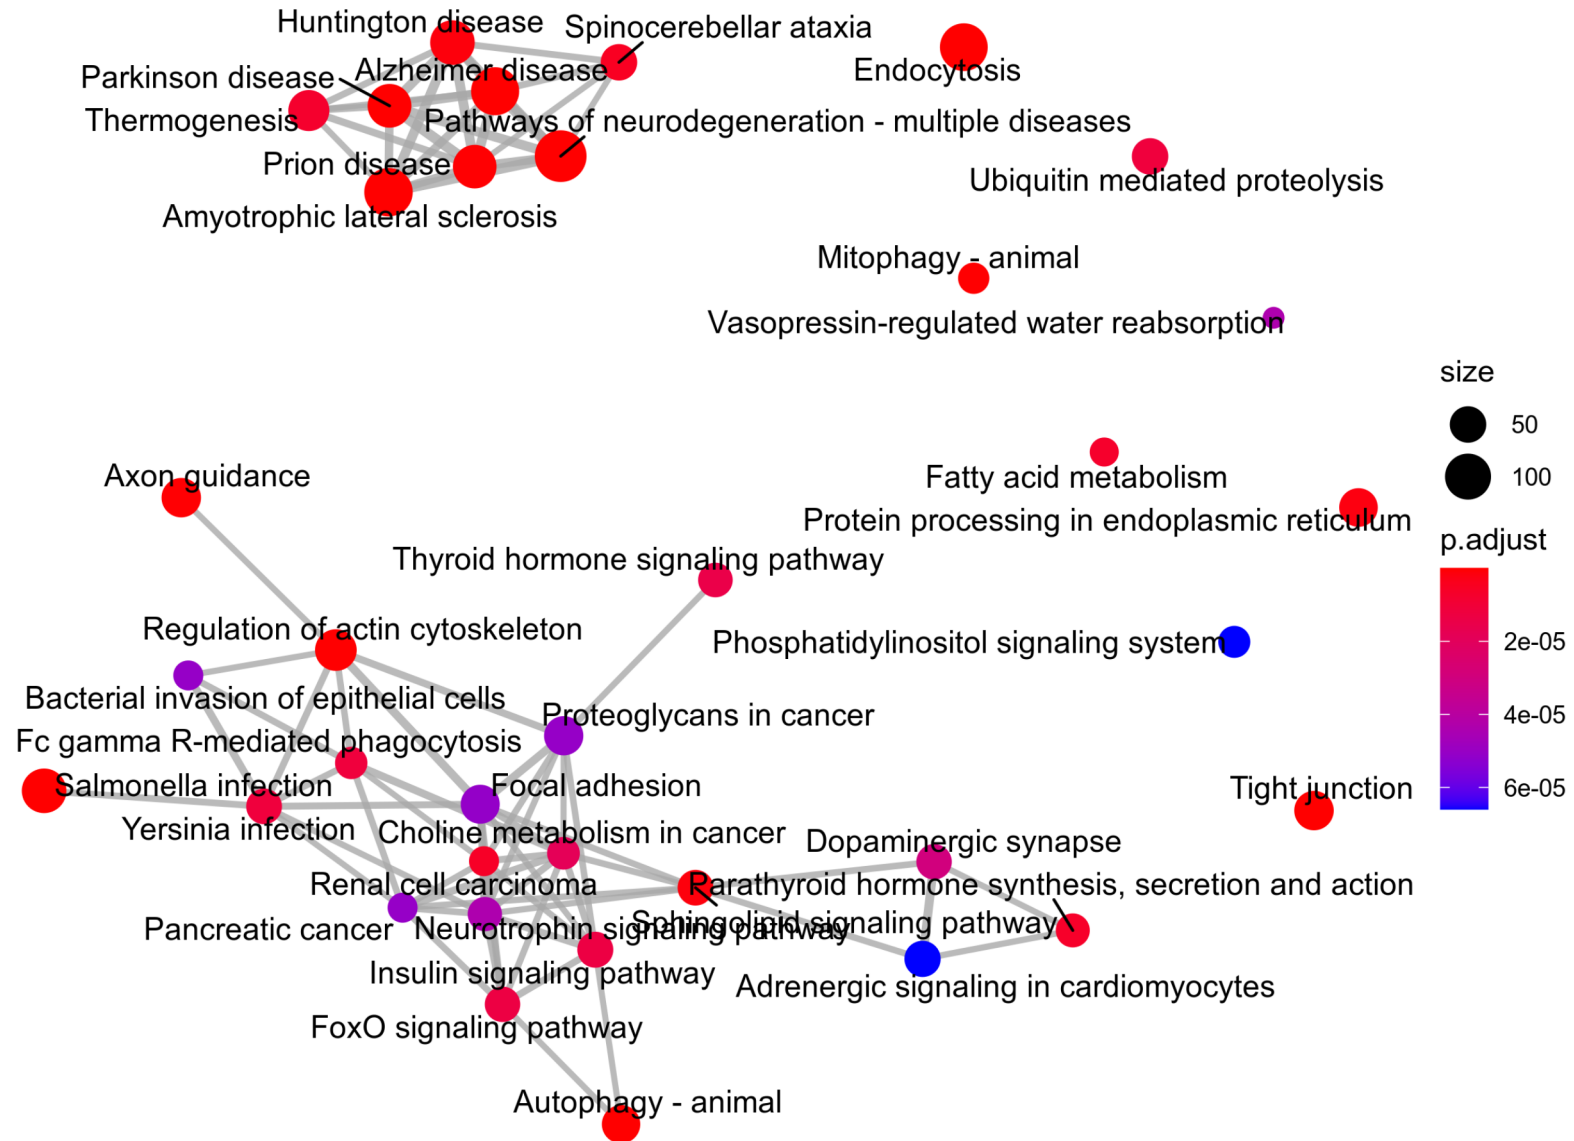 Huntington disease
Spinocerebellar ataxia
Parkinson disease
Alzheimer disease
Endocytosis
Thermogenesis
Pathways of neurodegeneration - multiple diseases
Prion disease
Ubiquitin mediated proteolysis
Amyotrophic lateral sclerosis
Mitophagy - animal
Vasopressin-regulated water reabsorption
size
50
100
Axon guidance
Fatty acid metabolism
Protein processing in endoplasmic reticulum
p.adjust
2e-05
4e-05
6e-05
Thyroid hormone signaling pathway
Regulation of actin cytoskeleton
Phosphatidylinositol signaling system
Bacterial invasion of epithelial cells
Proteoglycans in cancer
Fc gamma R-mediated phagocytosis
Salmonella infection
Focal adhesion
Tight junction
Yersinia infection
Choline metabolism in cancer
Dopaminergic synapse
Renal cell carcinoma
Parathyroid hormone synthesis, secretion and action
Pancreatic cancer
Neurotrophin signaling pathway
Sphingolipid signaling pathway
Insulin signaling pathway
Adrenergic signaling in cardiomyocytes
FoxO signaling pathway
Autophagy - animal